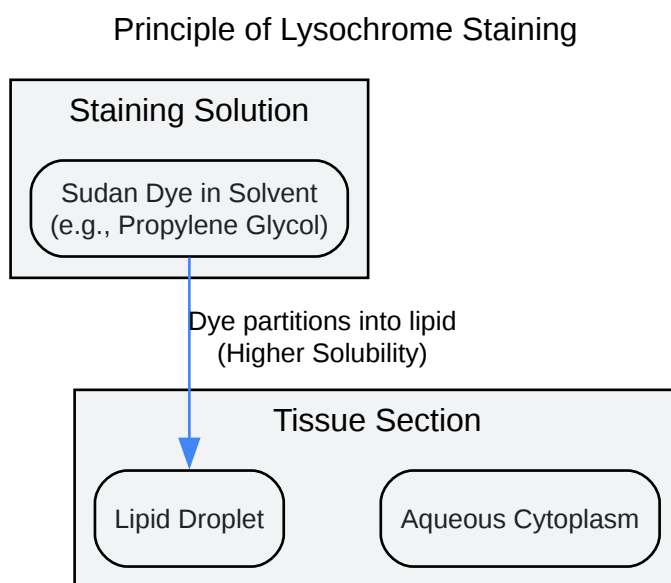 Principle of Lysochrome Staining
Staining Solution
Sudan Dye in Solvent
(e.g., Propylene Glycol)
Dye partitions into lipid
(Higher Solubility)
Tissue Section
Lipid Droplet
Aqueous Cytoplasm